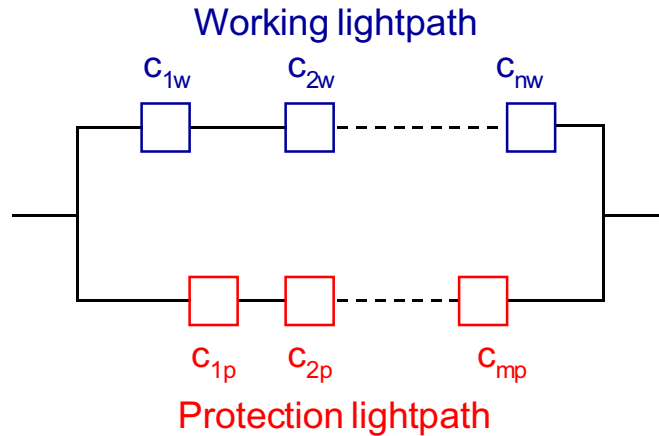 Working lightpath
c1w c2w cnw
c1p c2p cmp
Protection lightpath